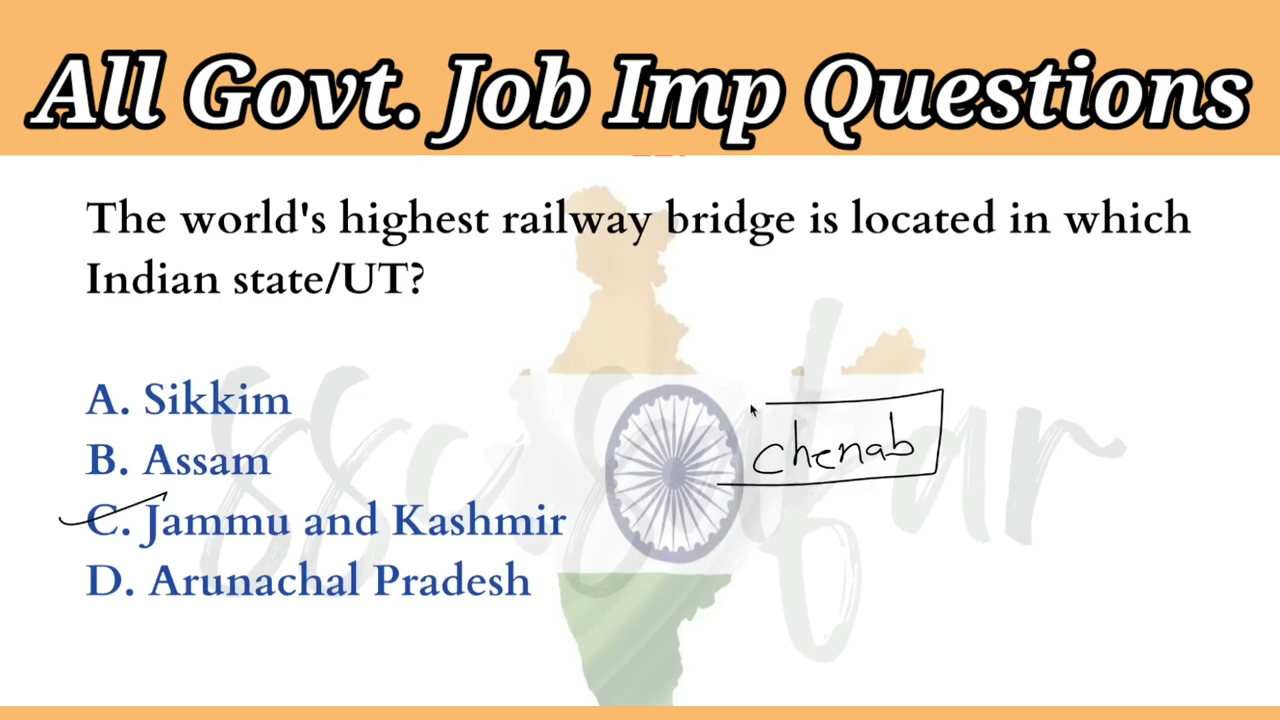 All Govt. Job Imp Questions
The world's highest railway bridge is located in which
Indian state/UT?
A. Sikkim
B. Assam
chenab
C. Jammu and Kashmir
D. Arunachal Pradesh